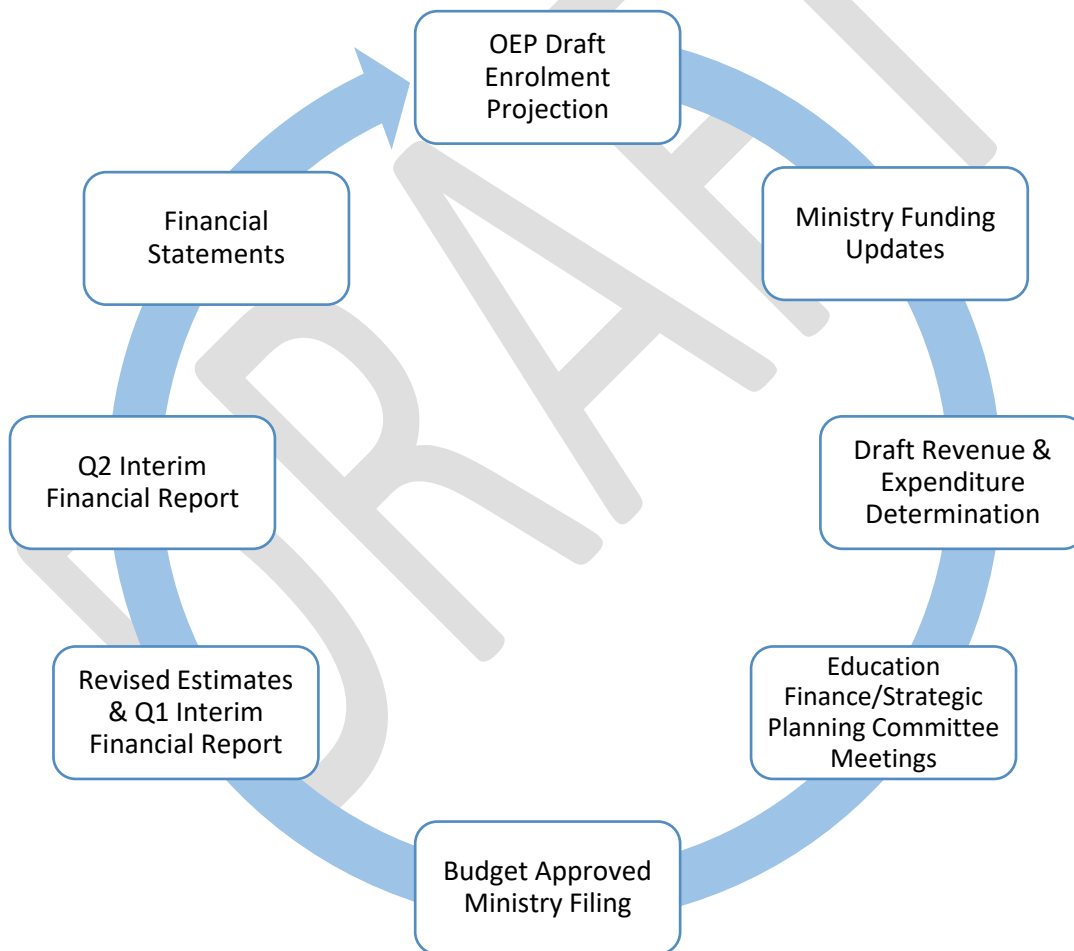 OEP Draft
Enrolment
Projection
Ministry Funding
Updates
Draft Revenue &
Expenditure
Determination
Education
Finance/Strategic
Planning Committee
Meetings
Budget Approved
Ministry Filing
Revised Estimates
& Q1 Interim
Financial Report
Q2 Interim
Financial Report
Financial
Statements
DRAFT